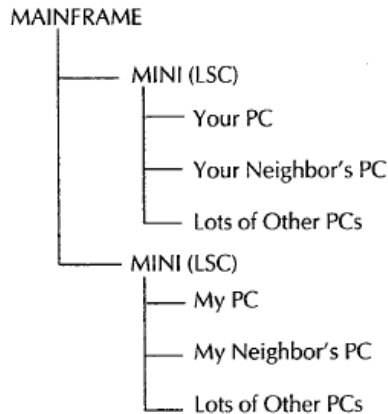 MAINFRAME
MINI (LSC)
Your PC
Your Neighbor's PC
Lots of Other PCs
MINI (LSC)
My PC
My Neighbor's PC
Lots of Other PCs